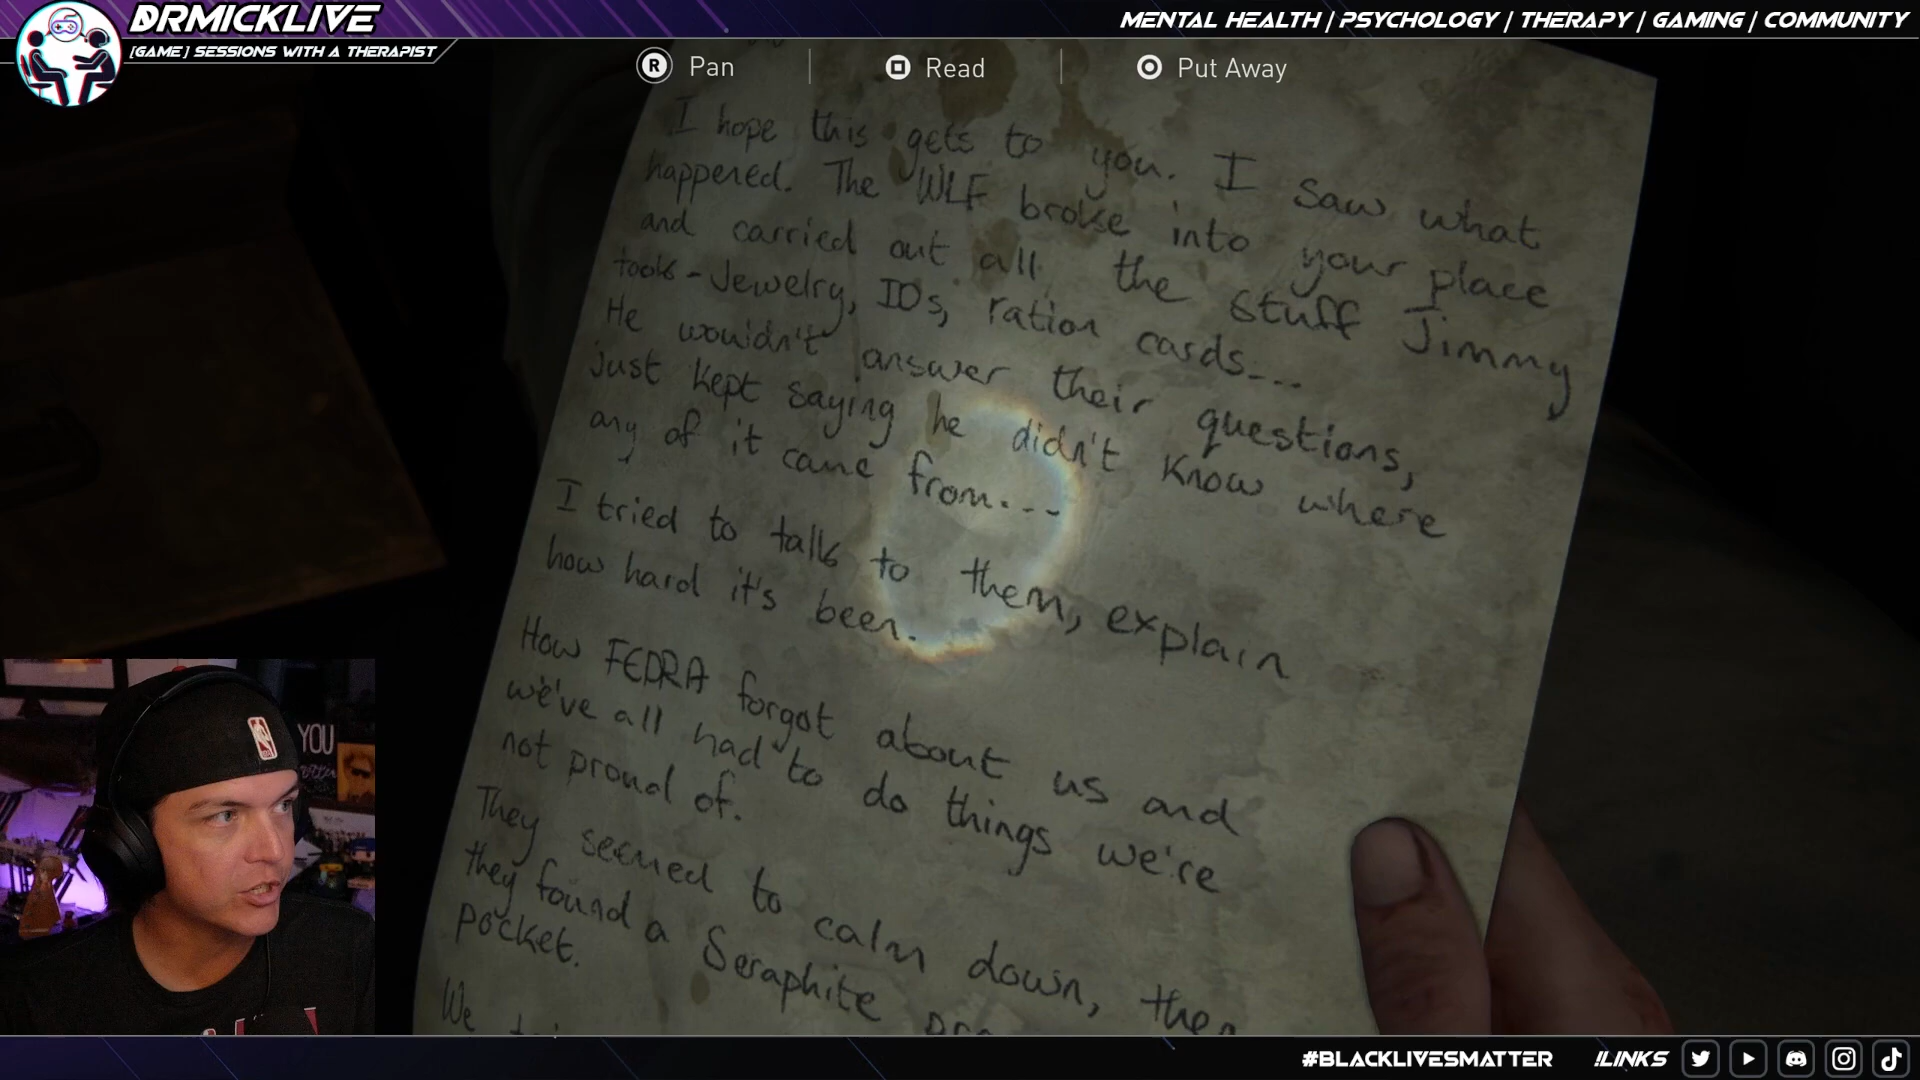 DRMICKLIVE
[GAME] SESSIONS WITH A THERAPIST
MENTAL HEALTH | PSYCHOLOGY | THERAPY | GAMING | COMMUNITY
R Pan
Read
Put Away
I hope this gets to you. I saw what
happened. The WLF broke into your place
and carried out all the stuff Jimmy
took - Jewelry, IDs, ration cards...
He wouldn't answer their questions,
just kept saying he didn't know where
any of it came from...
I tried to talk to them, explain
how hard it's been.
How FEDRA forgot about us and
we've all had to do things we're
not proud of.
They seemed to calm down, then
they found a Seraphite
pocket.
We
YOU
#BLACKLIVESMATTER
!LINKS